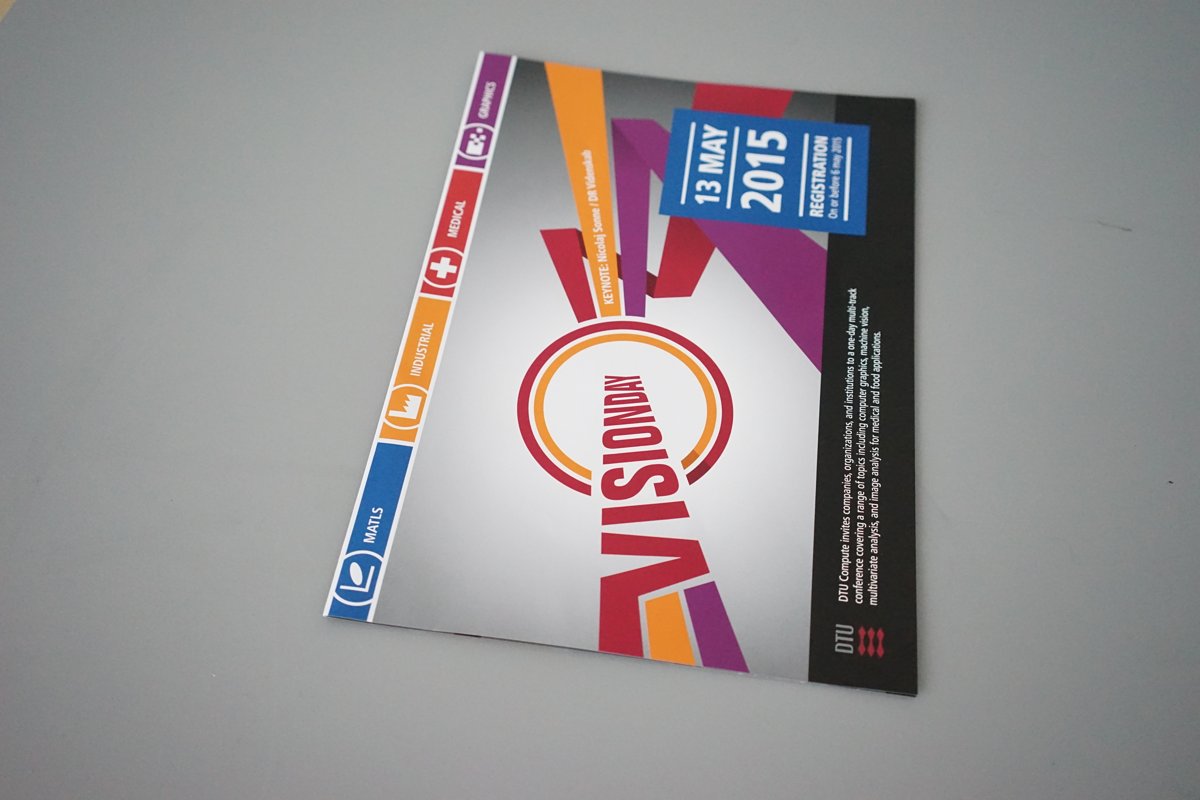 MATLS
INDUSTRIAL
MEDICAL
GRAPHICS
VISIONDAY
KEYNOTE: Nicolaj Sonne / DR Videnskab
13 MAY
2015
REGISTRATION
On or before 6 may 2015
DTU
DTU Compute invites companies, organizations, and institutions to a one-day multi-track
conference covering a range of topics including computer graphics, machine vision,
multivariate analysis, and image analysis for medical and food applications.